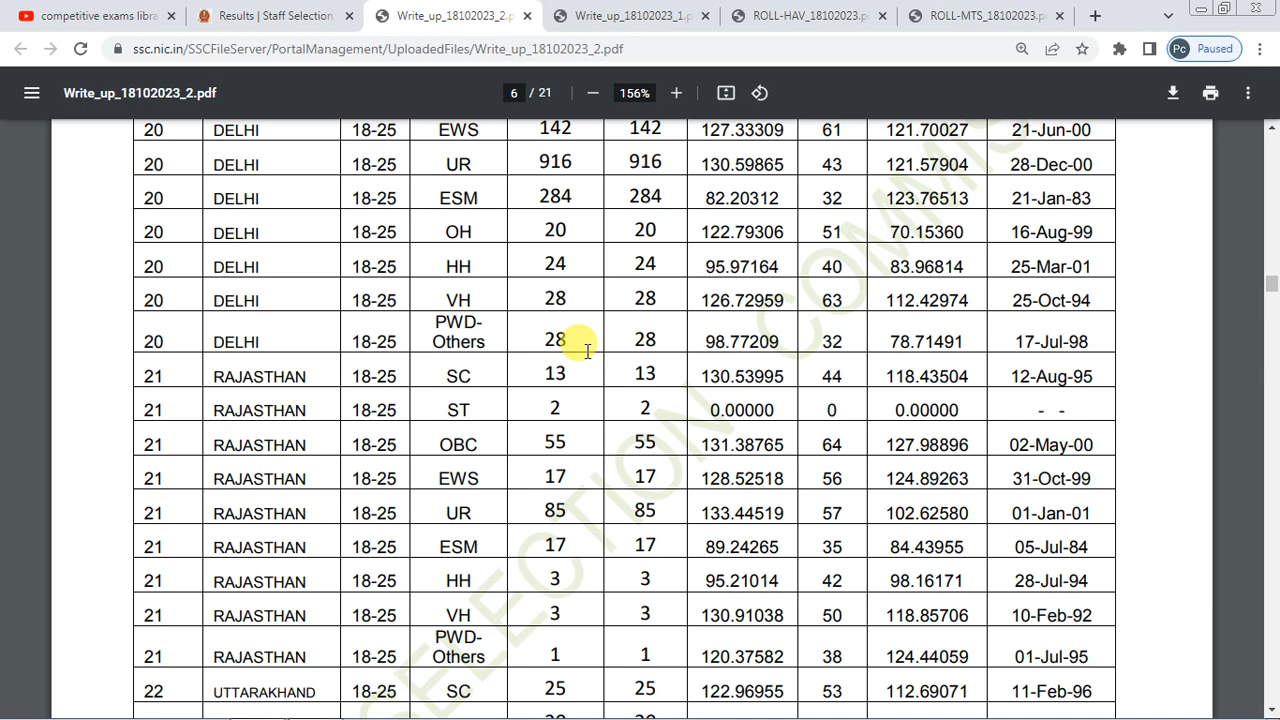 competitive exams libra
Results | Staff Selection
Write_up_18102023_2.p
Write_up_18102023_1.p
ROLL-HAV_18102023.p
ROLL-MTS_18102023.p
ssc.nic.in/SSCFileServer/PortalManagement/UploadedFiles/Write_up_18102023_2.pdf
Pc Paused
Write_up_18102023_2.pdf 6 / 21 156%
20 DELHI 18-25 EWS 142 142 127.33309 61 121.70027 21-Jun-00
20 DELHI 18-25 UR 916 916 130.59865 43 121.57904 28-Dec-00
20 DELHI 18-25 ESM 284 284 82.20312 32 123.76513 21-Jan-83
20 DELHI 18-25 OH 20 20 122.79306 51 70.15360 16-Aug-99
20 DELHI 18-25 HH 24 24 95.97164 40 83.96814 25-Mar-01
20 DELHI 18-25 VH 28 28 126.72959 63 112.42974 25-Oct-94
PWD-
20 DELHI 18-25 Others 28 28 98.77209 32 78.71491 17-Jul-98
21 RAJASTHAN 18-25 SC 13 13 130.53995 44 118.43504 12-Aug-95
21 RAJASTHAN 18-25 ST 2 2 0.00000 0 0.00000 - -
21 RAJASTHAN 18-25 OBC 55 55 131.38765 64 127.98896 02-May-00
21 RAJASTHAN 18-25 EWS 17 17 128.52518 56 124.89263 31-Oct-99
21 RAJASTHAN 18-25 UR 85 85 133.44519 57 102.62580 01-Jan-01
21 RAJASTHAN 18-25 ESM 17 17 89.24265 35 84.43955 05-Jul-84
21 RAJASTHAN 18-25 HH 3 3 95.21014 42 98.16171 28-Jul-94
21 RAJASTHAN 18-25 VH 3 3 130.91038 50 118.85706 10-Feb-92
PWD-
21 RAJASTHAN 18-25 Others 1 1 120.37582 38 124.44059 01-Jul-95
22 UTTARAKHAND 18-25 SC 25 25 122.96955 53 112.69071 11-Feb-96
SELECTION COMMIS